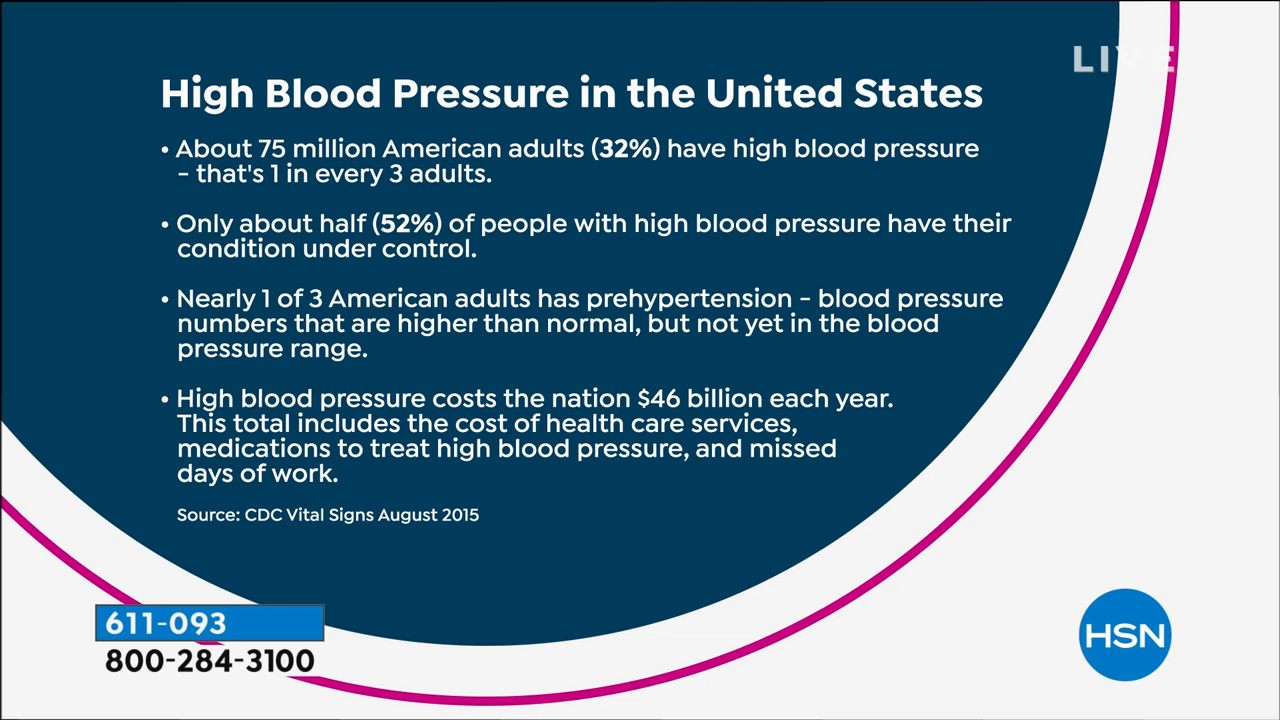 LIVE
High Blood Pressure in the United States
• About 75 million American adults (32%) have high blood pressure
- that's 1 in every 3 adults.
• Only about half (52%) of people with high blood pressure have their
condition under control.
• Nearly 1 of 3 American adults has prehypertension - blood pressure
numbers that are higher than normal, but not yet in the blood
pressure range.
• High blood pressure costs the nation $46 billion each year.
This total includes the cost of health care services,
medications to treat high blood pressure, and missed
days of work.
Source: CDC Vital Signs August 2015
611-093
800-284-3100
HSN